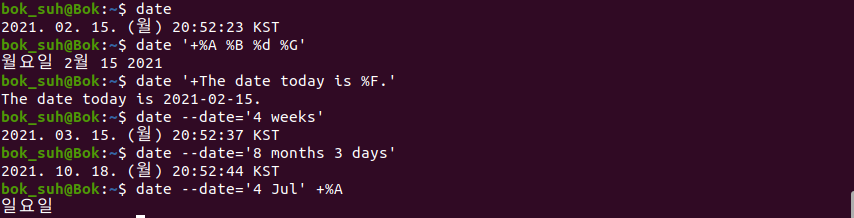 bok_suh@Bok:~$ date
2021. 02. 15. (월) 20:52:23 KST
bok_suh@Bok:~$ date '+%A %B %d %G'
월요일 2월 15 2021
bok_suh@Bok:~$ date '+The date today is %F.'
The date today is 2021-02-15.
bok_suh@Bok:~$ date --date='4 weeks'
2021. 03. 15. (월) 20:52:37 KST
bok_suh@Bok:~$ date --date='8 months 3 days'
2021. 10. 18. (월) 20:52:44 KST
bok_suh@Bok:~$ date --date='4 Jul' +%A
일요일